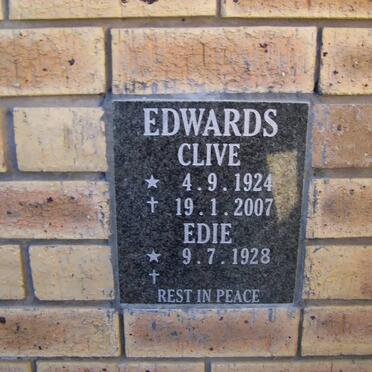 EDWARDS
CLIVE
★ 4.9.1924
✝ 19.1.2007
EDIE
★ 9.7.1928
✝
REST IN PEACE